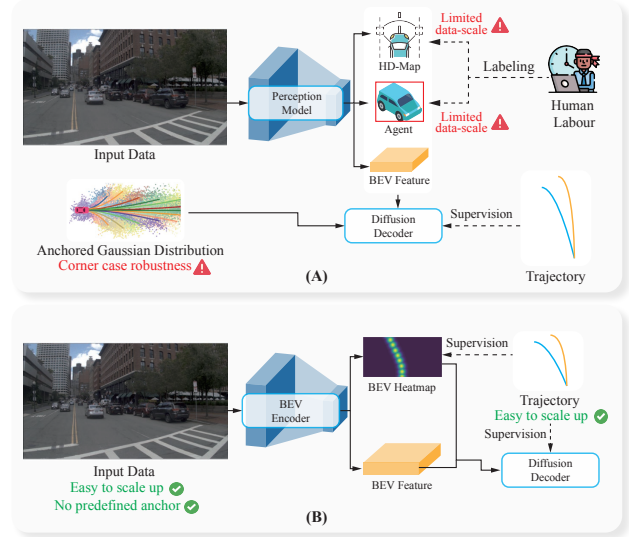 Limited
data-scale
HD-Map
Labeling
Perception
Model
Agent
Limited
data-scale
Human
Labour
Input Data
BEV Feature
Diffusion
Decoder
Supervision
Anchored Gaussian Distribution
Corner case robustness
Trajectory
(A)
Supervision
BEV Heatmap
BEV
Encoder
Trajectory
Easy to scale up
Supervision
Input Data
Easy to scale up
No predefined anchor
BEV Feature
Diffusion
Decoder
(B)